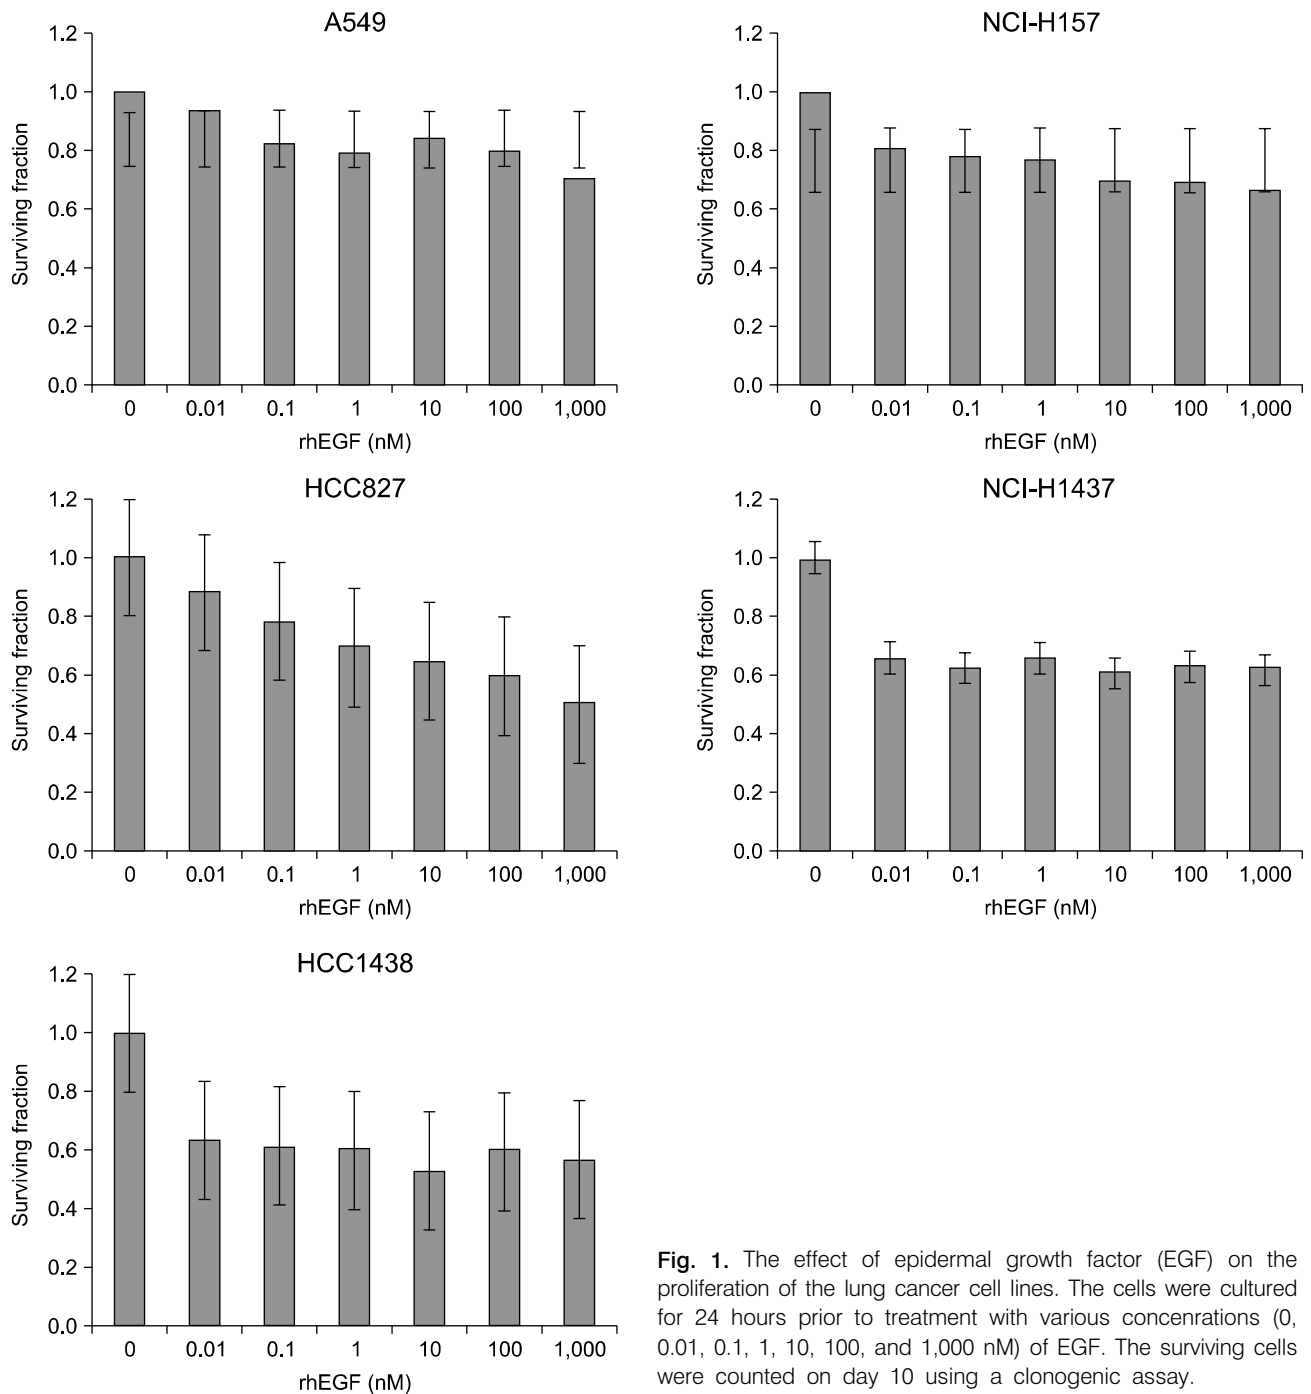 A549
1.2
1.0
0.8
0.6
0.4
0.2
0.0
Surviving fraction
0 0.01 0.1 1 10 100 1,000
rhEGF (nM)
NCI-H157
1.2
1.0
0.8
0.6
0.4
0.2
0.0
Surviving fraction
0 0.01 0.1 1 10 100 1,000
rhEGF (nM)
HCC827
1.2
1.0
0.8
0.6
0.4
0.2
0.0
Surviving fraction
0 0.01 0.1 1 10 100 1,000
rhEGF (nM)
NCI-H1437
1.2
1.0
0.8
0.6
0.4
0.2
0.0
Surviving fraction
0 0.01 0.1 1 10 100 1,000
rhEGF (nM)
HCC1438
1.2
1.0
0.8
0.6
0.4
0.2
0.0
Surviving fraction
0 0.01 0.1 1 10 100 1,000
rhEGF (nM)
Fig. 1. The effect of epidermal growth factor (EGF) on the
proliferation of the lung cancer cell lines. The cells were cultured
for 24 hours prior to treatment with various concenrations (0,
0.01, 0.1, 1, 10, 100, and 1,000 nM) of EGF. The surviving cells
were counted on day 10 using a clonogenic assay.